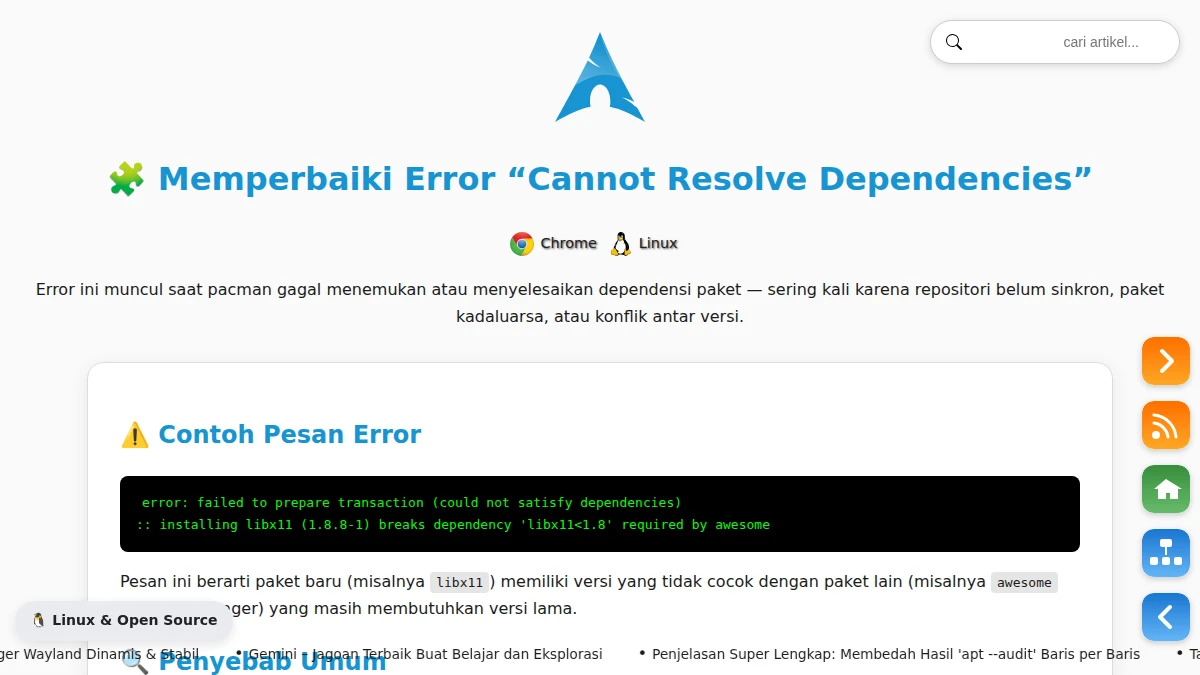 cari artikel...
Memperbaiki Error “Cannot Resolve Dependencies”
Chrome Linux
Error ini muncul saat pacman gagal menemukan atau menyelesaikan dependensi paket — sering kali karena repositori belum sinkron, paket
kadaluarsa, atau konflik antar versi.
Contoh Pesan Error
error: failed to prepare transaction (could not satisfy dependencies)
:: installing libx11 (1.8.8-1) breaks dependency 'libx11<1.8' required by awesome
Pesan ini berarti paket baru (misalnya libx11) memiliki versi yang tidak cocok dengan paket lain (misalnya awesome
ger) yang masih membutuhkan versi lama.
Linux & Open Source
Penyebab Umum
ger Wayland Dinamis & Stabil • Gemini – Jagoan Terbaik Buat Belajar dan Eksplorasi • Penjelasan Super Lengkap: Membedah Hasil 'apt --audit' Baris per Baris • Ta